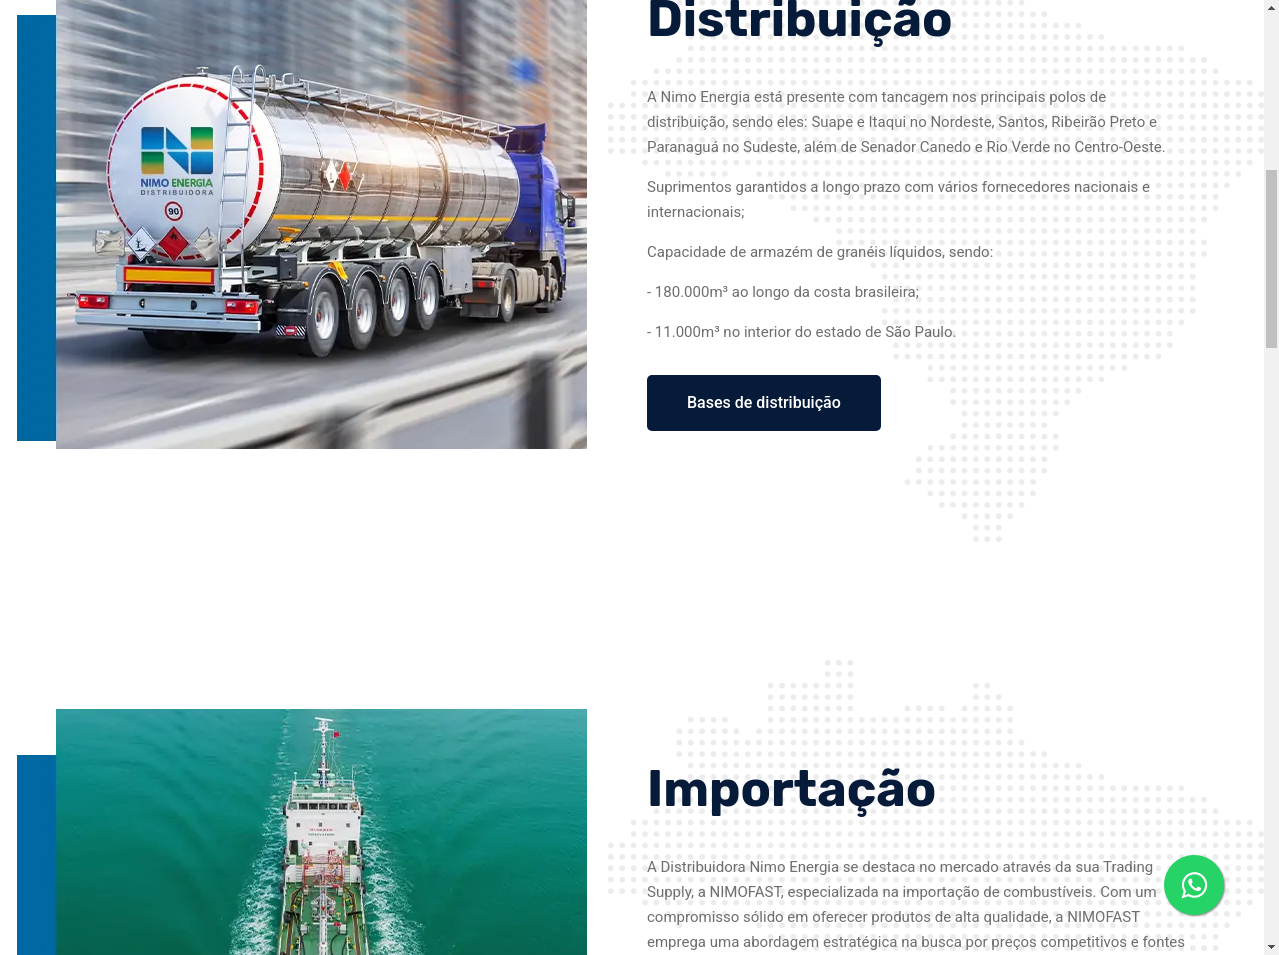 Distribuição
NIMO ENERGIA
DISTRIBUIDORA
90
A Nimo Energia está presente com tancagem nos principais polos de
distribuição, sendo eles: Suape e Itaqui no Nordeste, Santos, Ribeirão Preto e
Paranaguá no Sudeste, além de Senador Canedo e Rio Verde no Centro-Oeste.
Suprimentos garantidos a longo prazo com vários fornecedores nacionais e
internacionais;
Capacidade de armazém de granéis líquidos, sendo:
- 180.000m³ ao longo da costa brasileira;
- 11.000m³ no interior do estado de São Paulo.
Bases de distribuição
Importação
A Distribuidora Nimo Energia se destaca no mercado através da sua Trading
Supply, a NIMOFAST, especializada na importação de combustíveis. Com um
compromisso sólido em oferecer produtos de alta qualidade, a NIMOFAST
emprega uma abordagem estratégica na busca por preços competitivos e fontes